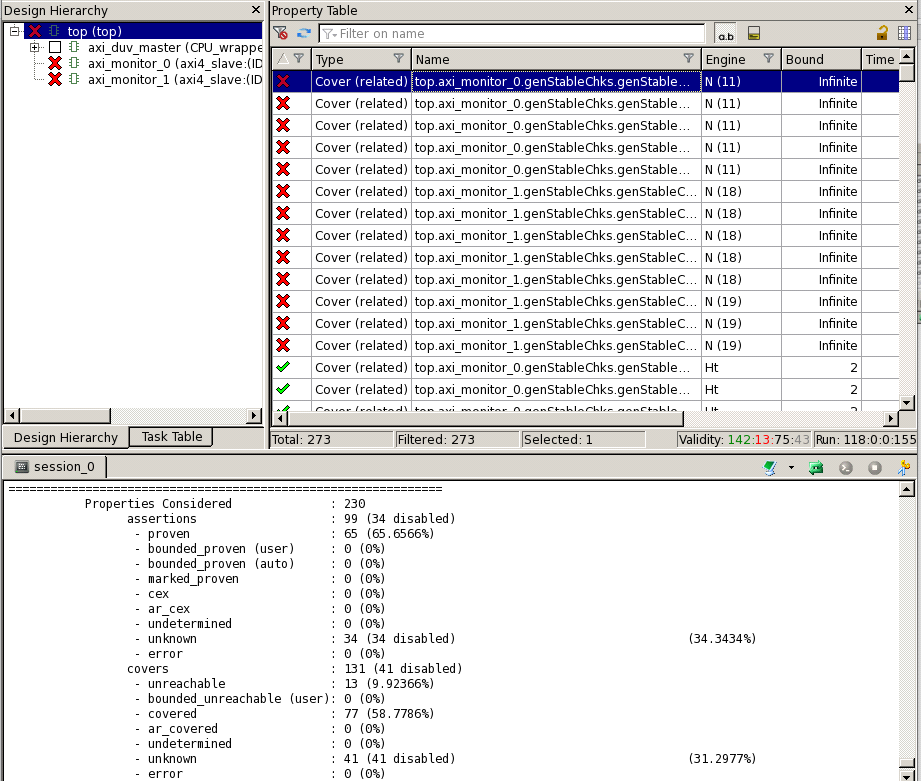 Design Hierarchy
top (top)
axi_duv_master (CPU_wrappe
axi_monitor_0 (axi4_slave:(ID
axi_monitor_1 (axi4_slave:(ID
Design Hierarchy Task Table
Property Table
Filter on name
a.b
Type Name Engine Bound Time
Cover (related) top.axi_monitor_0.genStableChks.genStable... N (11) Infinite
Cover (related) top.axi_monitor_0.genStableChks.genStable... N (11) Infinite
Cover (related) top.axi_monitor_0.genStableChks.genStable... N (11) Infinite
Cover (related) top.axi_monitor_0.genStableChks.genStable... N (11) Infinite
Cover (related) top.axi_monitor_0.genStableChks.genStable... N (11) Infinite
Cover (related) top.axi_monitor_1.genStableChks.genStableC... N (18) Infinite
Cover (related) top.axi_monitor_1.genStableChks.genStableC... N (18) Infinite
Cover (related) top.axi_monitor_1.genStableChks.genStableC... N (18) Infinite
Cover (related) top.axi_monitor_1.genStableChks.genStableC... N (18) Infinite
Cover (related) top.axi_monitor_1.genStableChks.genStableC... N (18) Infinite
Cover (related) top.axi_monitor_1.genStableChks.genStableC... N (19) Infinite
Cover (related) top.axi_monitor_1.genStableChks.genStableC... N (19) Infinite
Cover (related) top.axi_monitor_1.genStableChks.genStableC... N (19) Infinite
Cover (related) top.axi_monitor_0.genStableChks.genStable... Ht 2
Cover (related) top.axi_monitor_0.genStableChks.genStable... Ht 2
Cover (related) top.axi_monitor_0.genStableChks.genStable... Ht 2
Total: 273 Filtered: 273 Selected: 1 Validity: 142:13:75:43 Run: 118:0:0:155
session_0
==============================================================
Properties Considered : 230
assertions : 99 (34 disabled)
- proven : 65 (65.6566%)
- bounded_proven (user) : 0 (0%)
- bounded_proven (auto) : 0 (0%)
- marked_proven : 0 (0%)
- cex : 0 (0%)
- ar_cex : 0 (0%)
- undetermined : 0 (0%)
- unknown : 34 (34 disabled) (34.3434%)
- error : 0 (0%)
covers : 131 (41 disabled)
- unreachable : 13 (9.92366%)
- bounded_unreachable (user): 0 (0%)
- covered : 77 (58.7786%)
- ar_covered : 0 (0%)
- undetermined : 0 (0%)
- unknown : 41 (41 disabled) (31.2977%)
- error : 0 (0%)